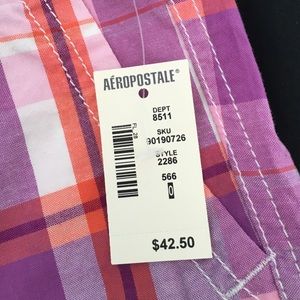 AÉROPOSTALE®
DEPT
8511
SKU
90190726
STYLE
2286
566
0
$42.50